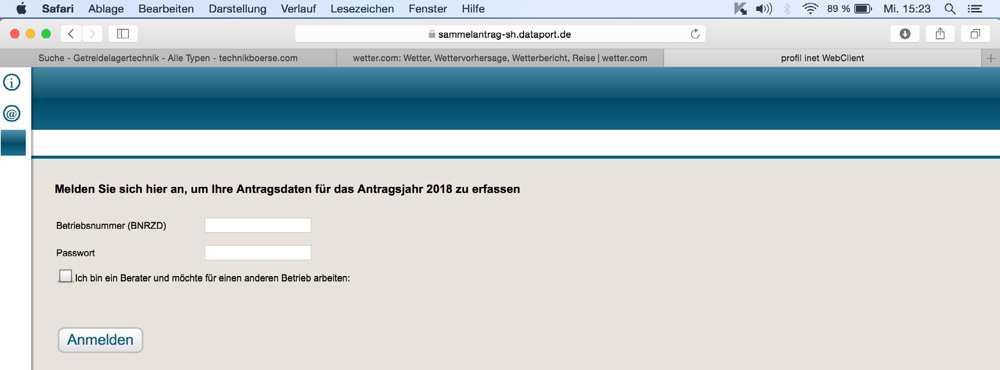 Safari Ablage Bearbeiten Darstellung Verlauf Lesezeichen Fenster Hilfe 89 % Mi. 15:23
sammelantrag-sh.dataport.de
Suche - Getreidelagertechnik - Alle Typen - technikboerse.com wetter.com: Wetter, Wettervorhersage, Wetterbericht, Reise | wetter.com profil inet WebClient
Melden Sie sich hier an, um Ihre Antragsdaten für das Antragsjahr 2018 zu erfassen
Betriebsnummer (BNRZD)
Passwort
Ich bin ein Berater und möchte für einen anderen Betrieb arbeiten:
Anmelden